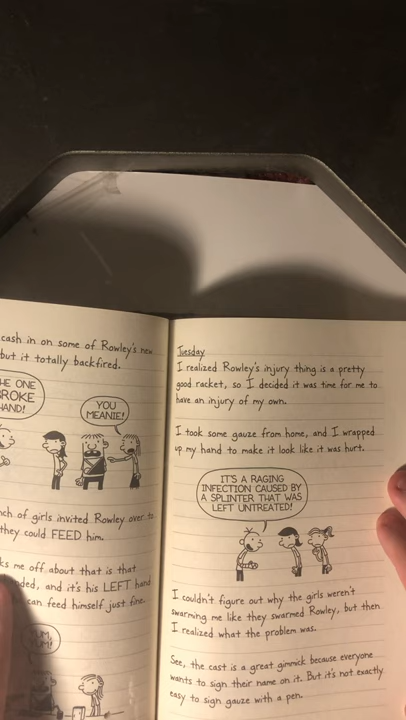 cash in on some of Rowley's new
but it totally backfired.
HE ONE
BROKE
HAND!
YOU
MEANIE!
nch of girls invited Rowley over to
they could FEED him.
ks me off about that is that
nded, and it's his LEFT hand
can feed himself just fine.
YUM,
YUM!
Tuesday
I realized Rowley's injury thing is a pretty
good racket, so I decided it was time for me to
have an injury of my own.
I took some gauze from home, and I wrapped
up my hand to make it look like it was hurt.
IT'S A RAGING
INFECTION CAUSED BY
A SPLINTER THAT WAS
LEFT UNTREATED!
I couldn't figure out why the girls weren't
swarming me like they swarmed Rowley, but then
I realized what the problem was.
See, the cast is a great gimmick because everyone
wants to sign their name on it. But it's not exactly
easy to sign gauze with a pen.